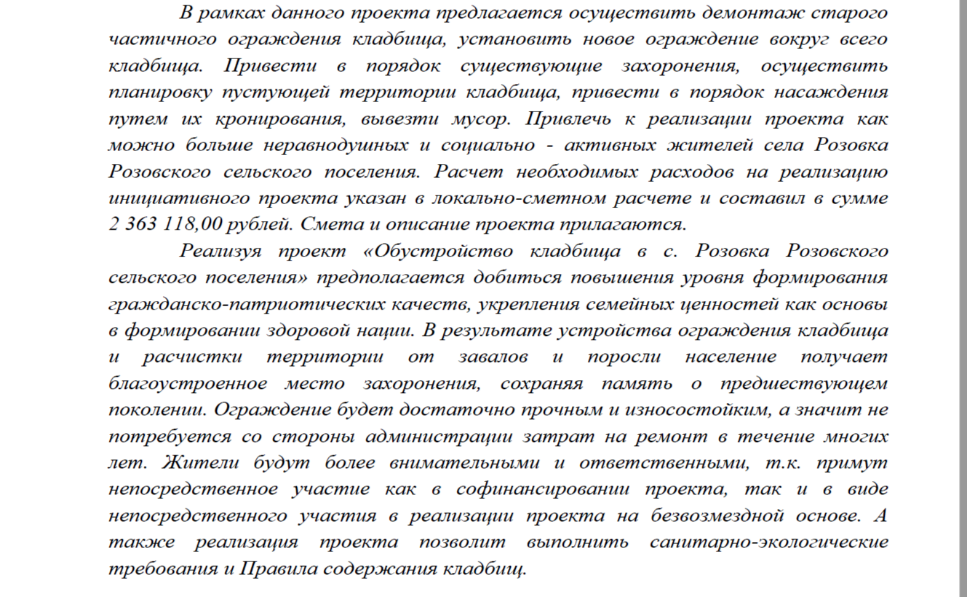 В рамках данного проекта предлагается осуществить демонтаж старого
частичного ограждения кладбища, установить новое ограждение вокруг всего
кладбища. Привести в порядок существующие захоронения, осуществить
планировку пустующей территории кладбища, привести в порядок насаждения
путем их кронирования, вывезти мусор. Привлечь к реализации проекта как
можно больше неравнодушных и социально - активных жителей села Розовка
Розовского сельского поселения. Расчет необходимых расходов на реализацию
инициативного проекта указан в локально-сметном расчете и составил в сумме
2 363 118,00 рублей. Смета и описание проекта прилагаются.
Реализуя проект «Обустройство кладбища в с. Розовка Розовского
сельского поселения» предполагается добиться повышения уровня формирования
гражданско-патриотических качеств, укрепления семейных ценностей как основы
в формировании здоровой нации. В результате устройства ограждения кладбища
и расчистки территории от завалов и поросли население получает
благоустроенное место захоронения, сохраняя память о предшествующем
поколении. Ограждение будет достаточно прочным и износостойким, а значит не
потребуется со стороны администрации затрат на ремонт в течение многих
лет. Жители будут более внимательными и ответственными, т.к. примут
непосредственное участие как в софинансировании проекта, так и в виде
непосредственного участия в реализации проекта на безвозмездной основе. А
также реализация проекта позволит выполнить санитарно-экологические
требования и Правила содержания кладбищ.